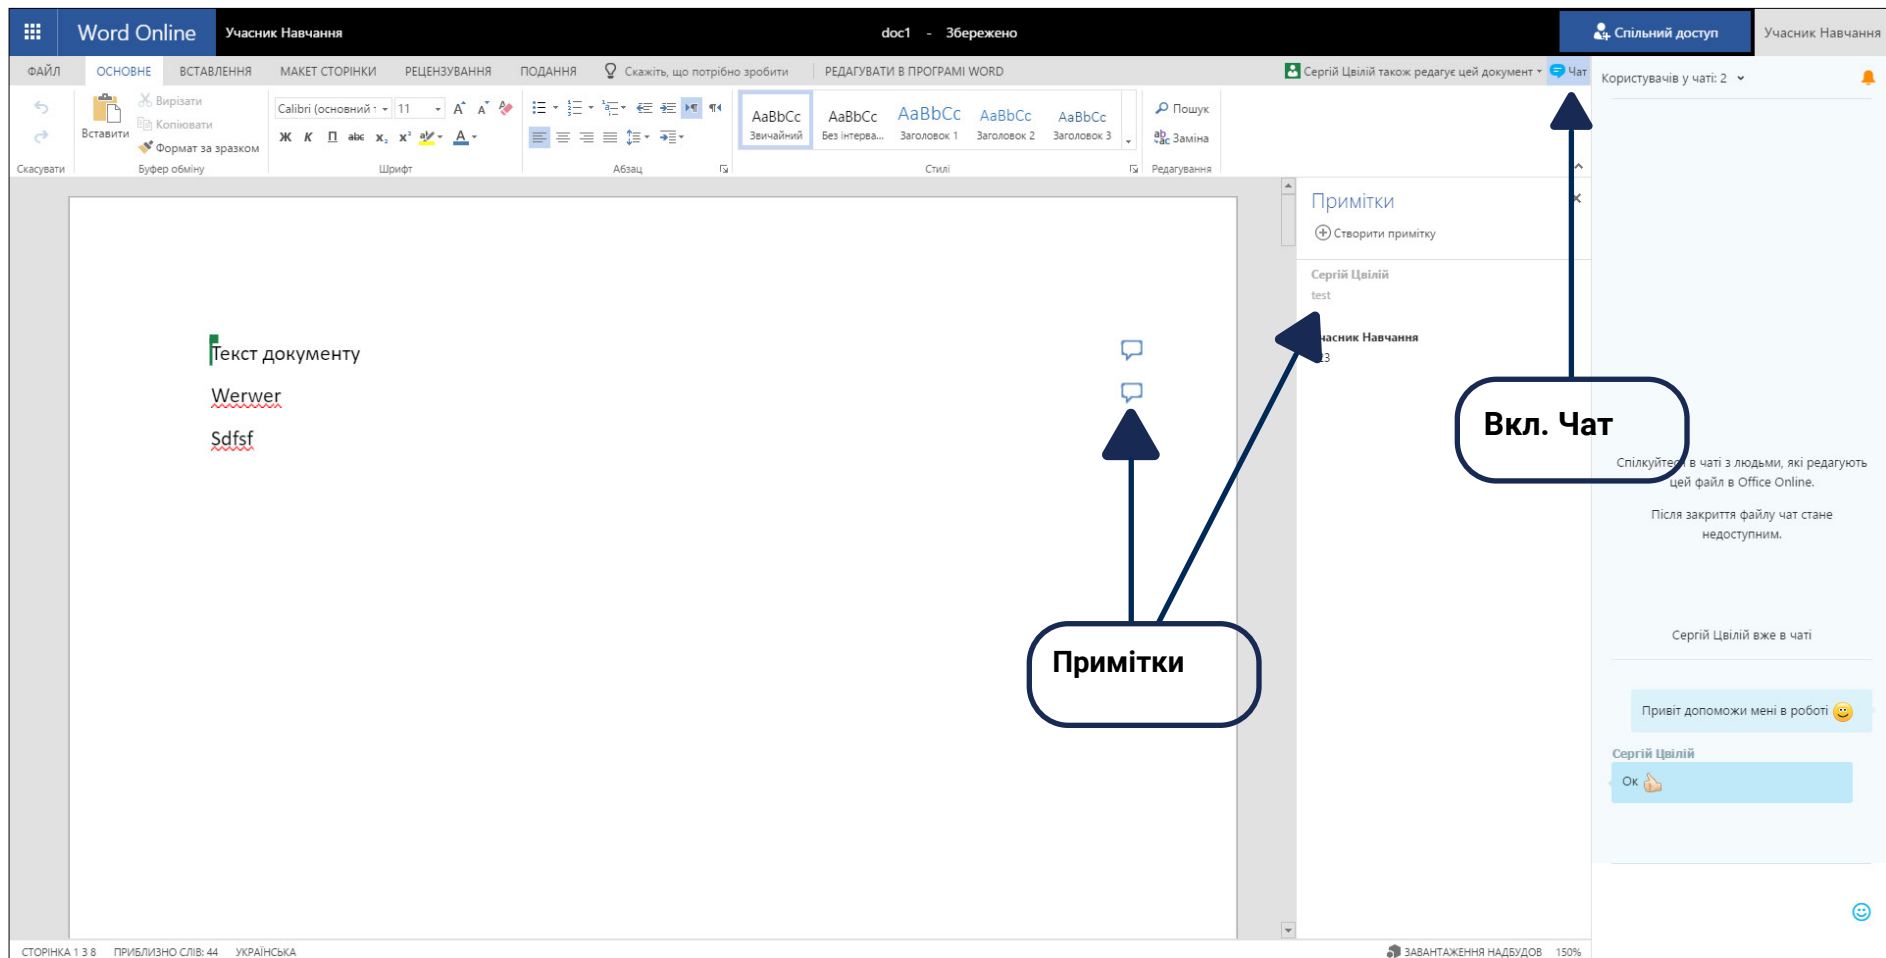 Word Online
Учасник Навчання
doc1 - Збережено
Спільний доступ
Учасник Навчання
ФАЙЛ ОСНОВНЕ ВСТАВЛЕННЯ МАКЕТ СТОРІНКИ РЕЦЕНЗУВАННЯ ПОДАННЯ Скажіть, що потрібно зробити РЕДАГУВАТИ В ПРОГРАМІ WORD
Сергій Цвілій також редагує цей документ Чат
Користувачів у чаті: 2
Вставити
Вирізати
Копіювати
Формат за зразком
Calibri (основний 11
Ж К П abc x₂ x²
AaBbCc AaBbCc AaBbCc AaBbCc AaBbCc
Звичайний Без інтерва... Заголовок 1 Заголовок 2 Заголовок 3
Пошук
Заміна
Скасувати Буфер обміну Шрифт Абзац Стилі Редагування
Примітки
Створити примітку
Сергій Цвілій
test
Навчання
Текст документу
Werwer
Sdfsf
Вкл. Чат
Примітки
Спілкуйтеся в чаті з людьми, які редагують
цей файл в Office Online.
Після закриття файлу чат стане
недоступним.
Сергій Цвілій вже в чаті
Привіт допоможи мені в роботі
Сергій Цвілій
Ок
СТОРІНКА 1 З 8 ПРИБЛИЗНО СЛІВ: 44 УКРАЇНСЬКА
ЗАВАНТАЖЕННЯ НАДБУДОВ 150%